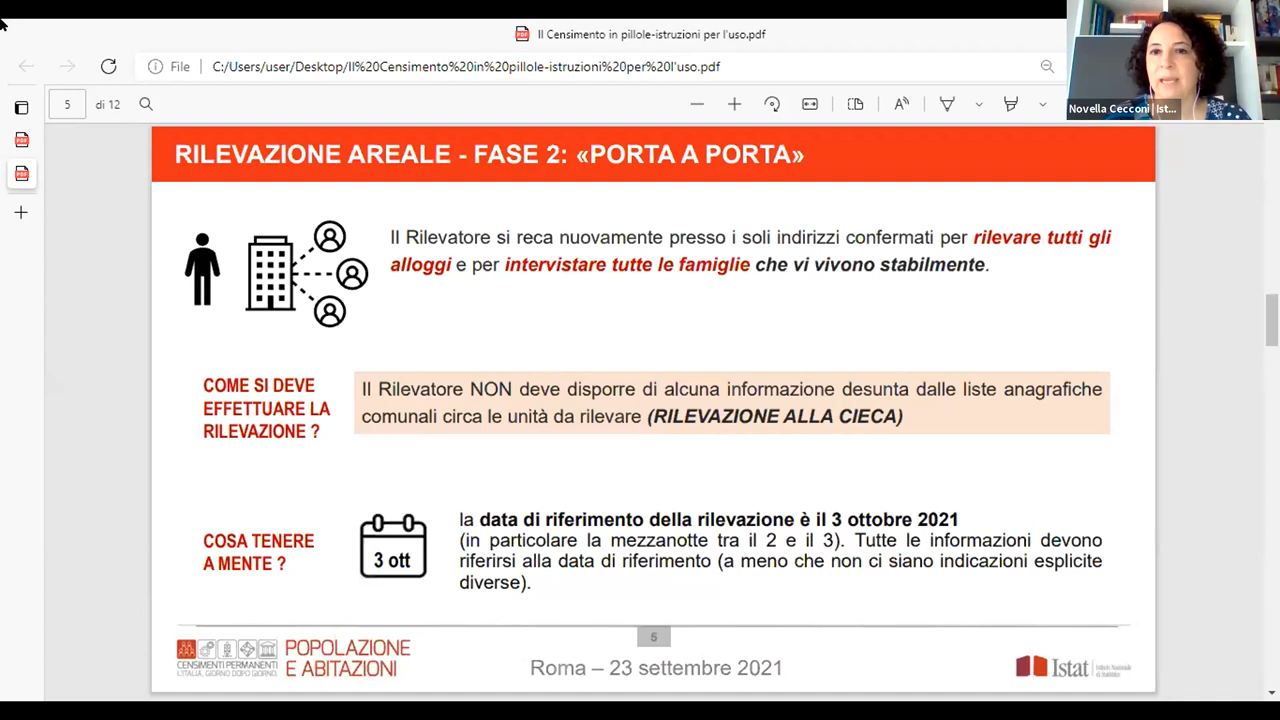 Il Censimento in pillole-istruzioni per l'uso.pdf
File
C:/Users/user/Desktop/Il%20Censimento%20in%20pillole-istruzioni%20per%20l'uso.pdf
5 di 12
Novella Cecconi | Ist...
RILEVAZIONE AREALE - FASE 2: «PORTA A PORTA»
Il Rilevatore si reca nuovamente presso i soli indirizzi confermati per rilevare tutti gli
alloggi e per intervistare tutte le famiglie che vi vivono stabilmente.
COME SI DEVE
EFFETTUARE LA
RILEVAZIONE ?
Il Rilevatore NON deve disporre di alcuna informazione desunta dalle liste anagrafiche
comunali circa le unità da rilevare (RILEVAZIONE ALLA CIECA)
COSA TENERE
A MENTE ?
3 ott
la data di riferimento della rilevazione è il 3 ottobre 2021
(in particolare la mezzanotte tra il 2 e il 3). Tutte le informazioni devono
riferirsi alla data di riferimento (a meno che non ci siano indicazioni esplicite
diverse).
5
CENSIMENTI PERMANENTI
L'ITALIA, GIORNO DOPO GIORNO.
POPOLAZIONE
E ABITAZIONI
Roma – 23 settembre 2021
Istat
Istituto Nazionale
di Statistica